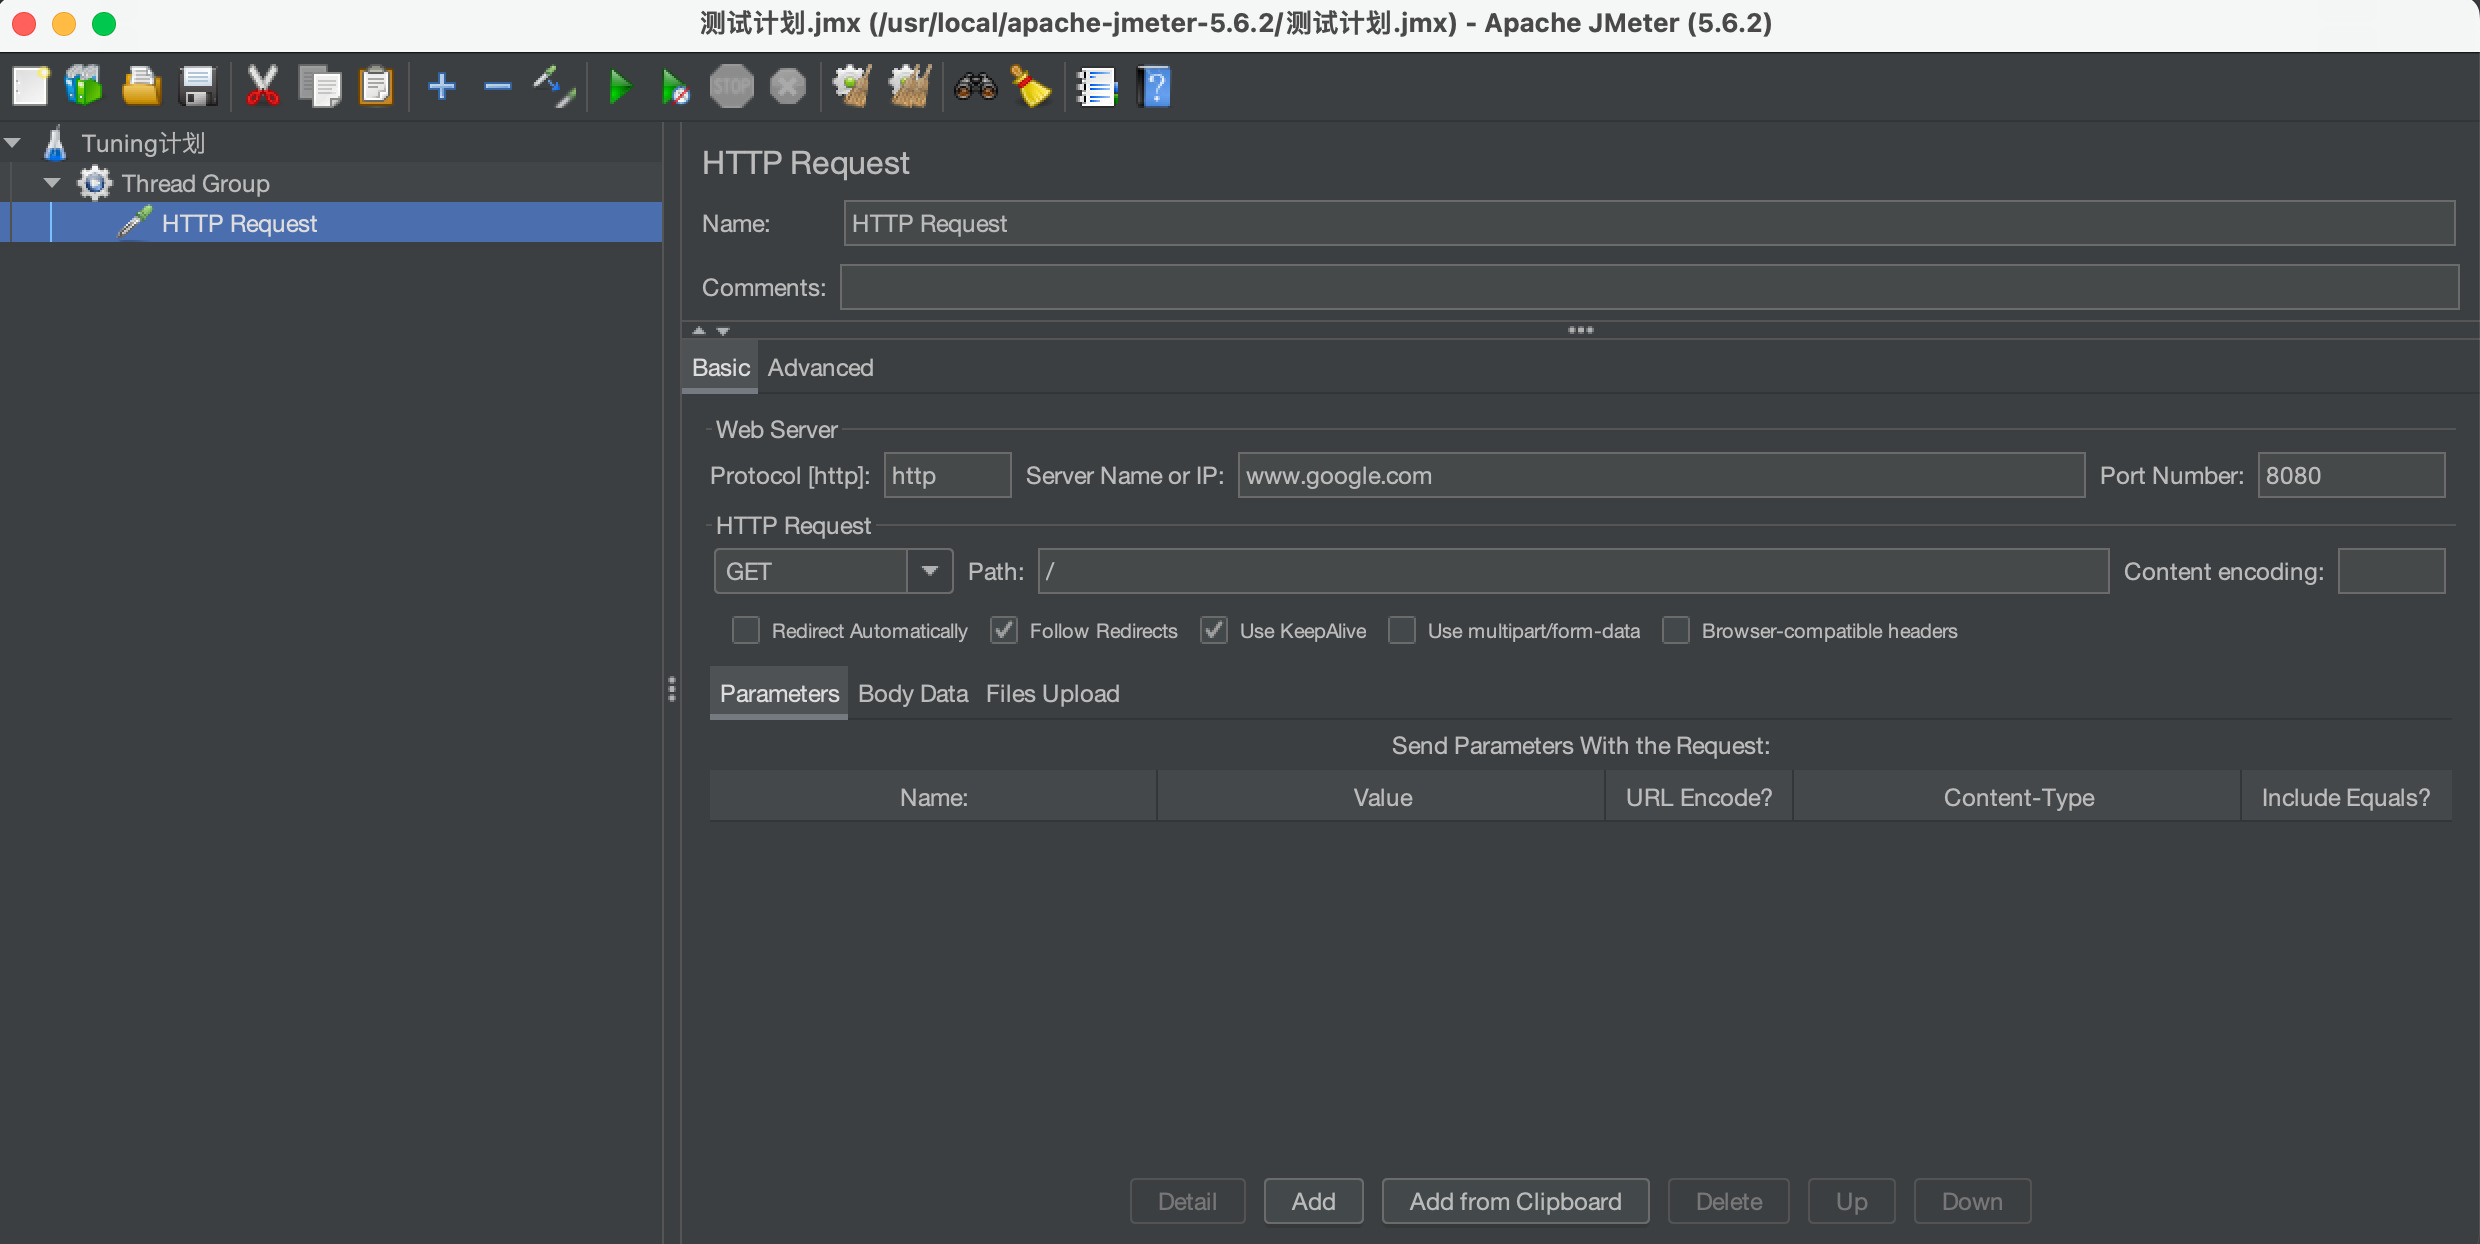 测试计划.jmx (/usr/local/apache-jmeter-5.6.2/测试计划.jmx) - Apache JMeter (5.6.2)
STOP
?
Tuning计划
Thread Group
HTTP Request
HTTP Request
Name: HTTP Request
Comments:
Basic Advanced
Web Server
Protocol [http]: http Server Name or IP: www.google.com Port Number: 8080
HTTP Request
GET Path: / Content encoding:
Redirect Automatically Follow Redirects Use KeepAlive Use multipart/form-data Browser-compatible headers
Parameters Body Data Files Upload
Send Parameters With the Request:
Name: Value URL Encode? Content-Type Include Equals?
Detail Add Add from Clipboard Delete Up Down